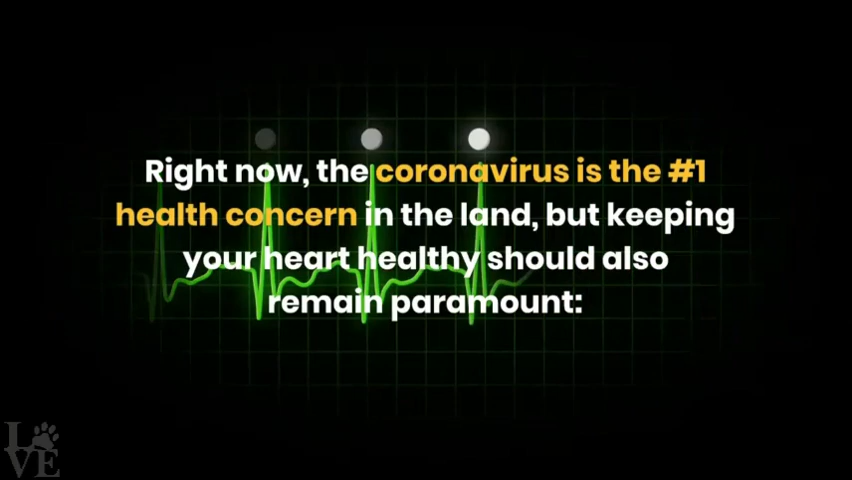 Right now, the coronavirus is the #1
health concern in the land, but keeping
your heart healthy should also
remain paramount:
LOVE